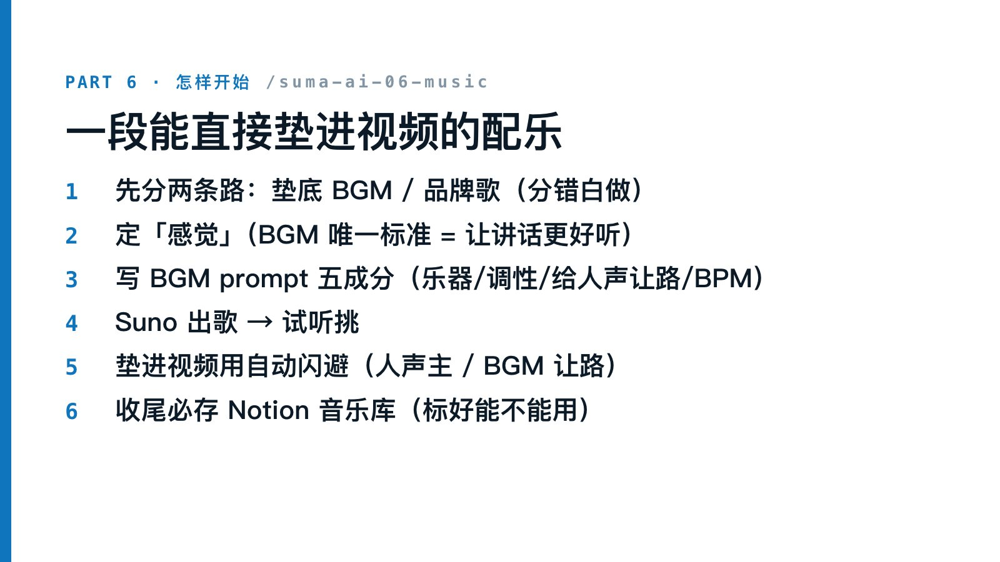 PART 6 · 怎样开始 /suma-ai-06-music
一段能直接垫进视频的配乐
1 先分两条路：垫底 BGM / 品牌歌（分错白做）
2 定「感觉」（BGM 唯一标准 = 让讲话更好听）
3 写 BGM prompt 五成分（乐器/调性/给人声让路/BPM）
4 Suno 出歌 → 试听挑
5 垫进视频用自动闪避（人声主 / BGM 让路）
6 收尾必存 Notion 音乐库（标好能不能用）